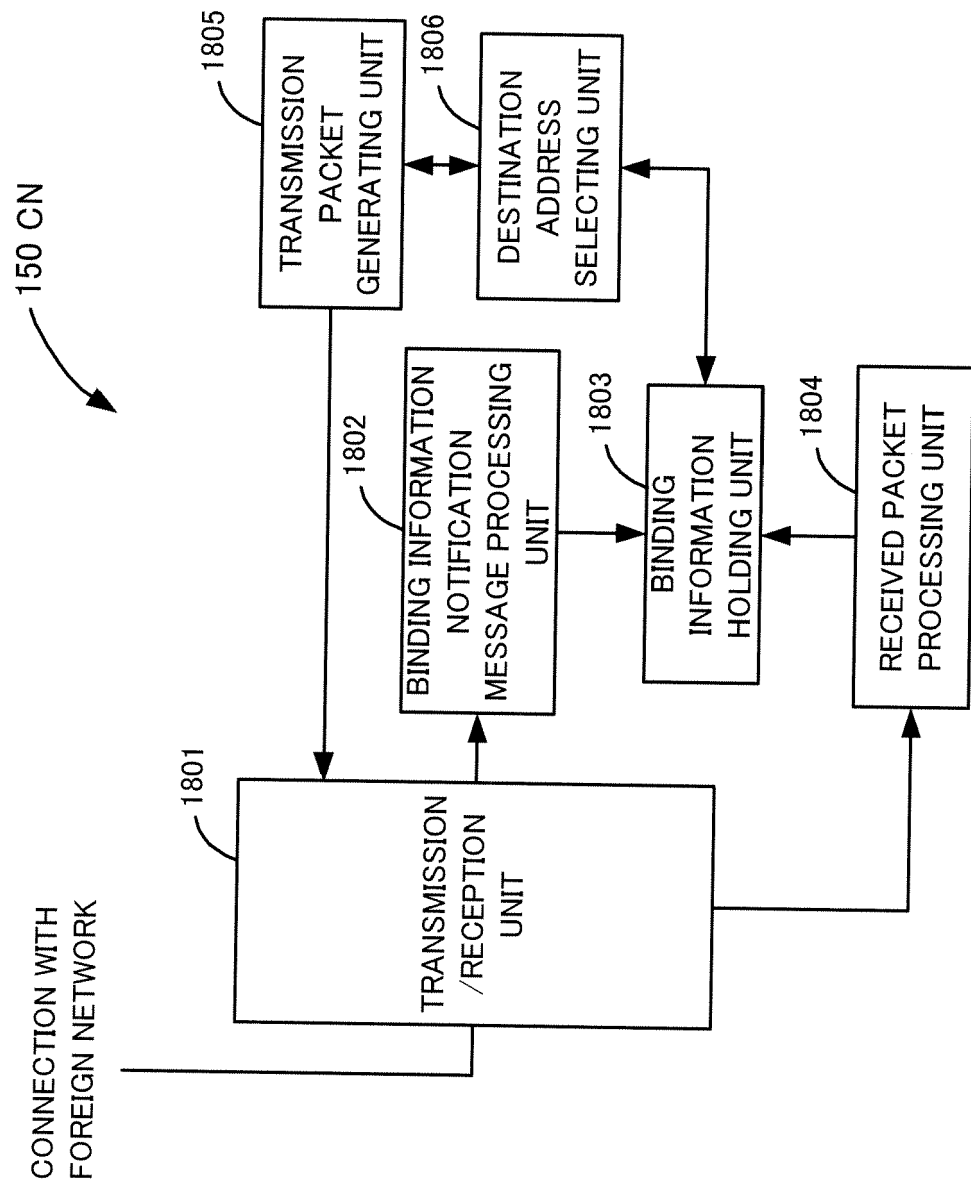 150 CN
CONNECTION WITH
FOREIGN NETWORK
1801
TRANSMISSION
/RECEPTION
UNIT
1802
BINDING INFORMATION
NOTIFICATION
MESSAGE PROCESSING
UNIT
1803
BINDING
INFORMATION
HOLDING UNIT
1804
RECEIVED PACKET
PROCESSING UNIT
1805
TRANSMISSION
PACKET
GENERATING UNIT
1806
DESTINATION
ADDRESS
SELECTING UNIT